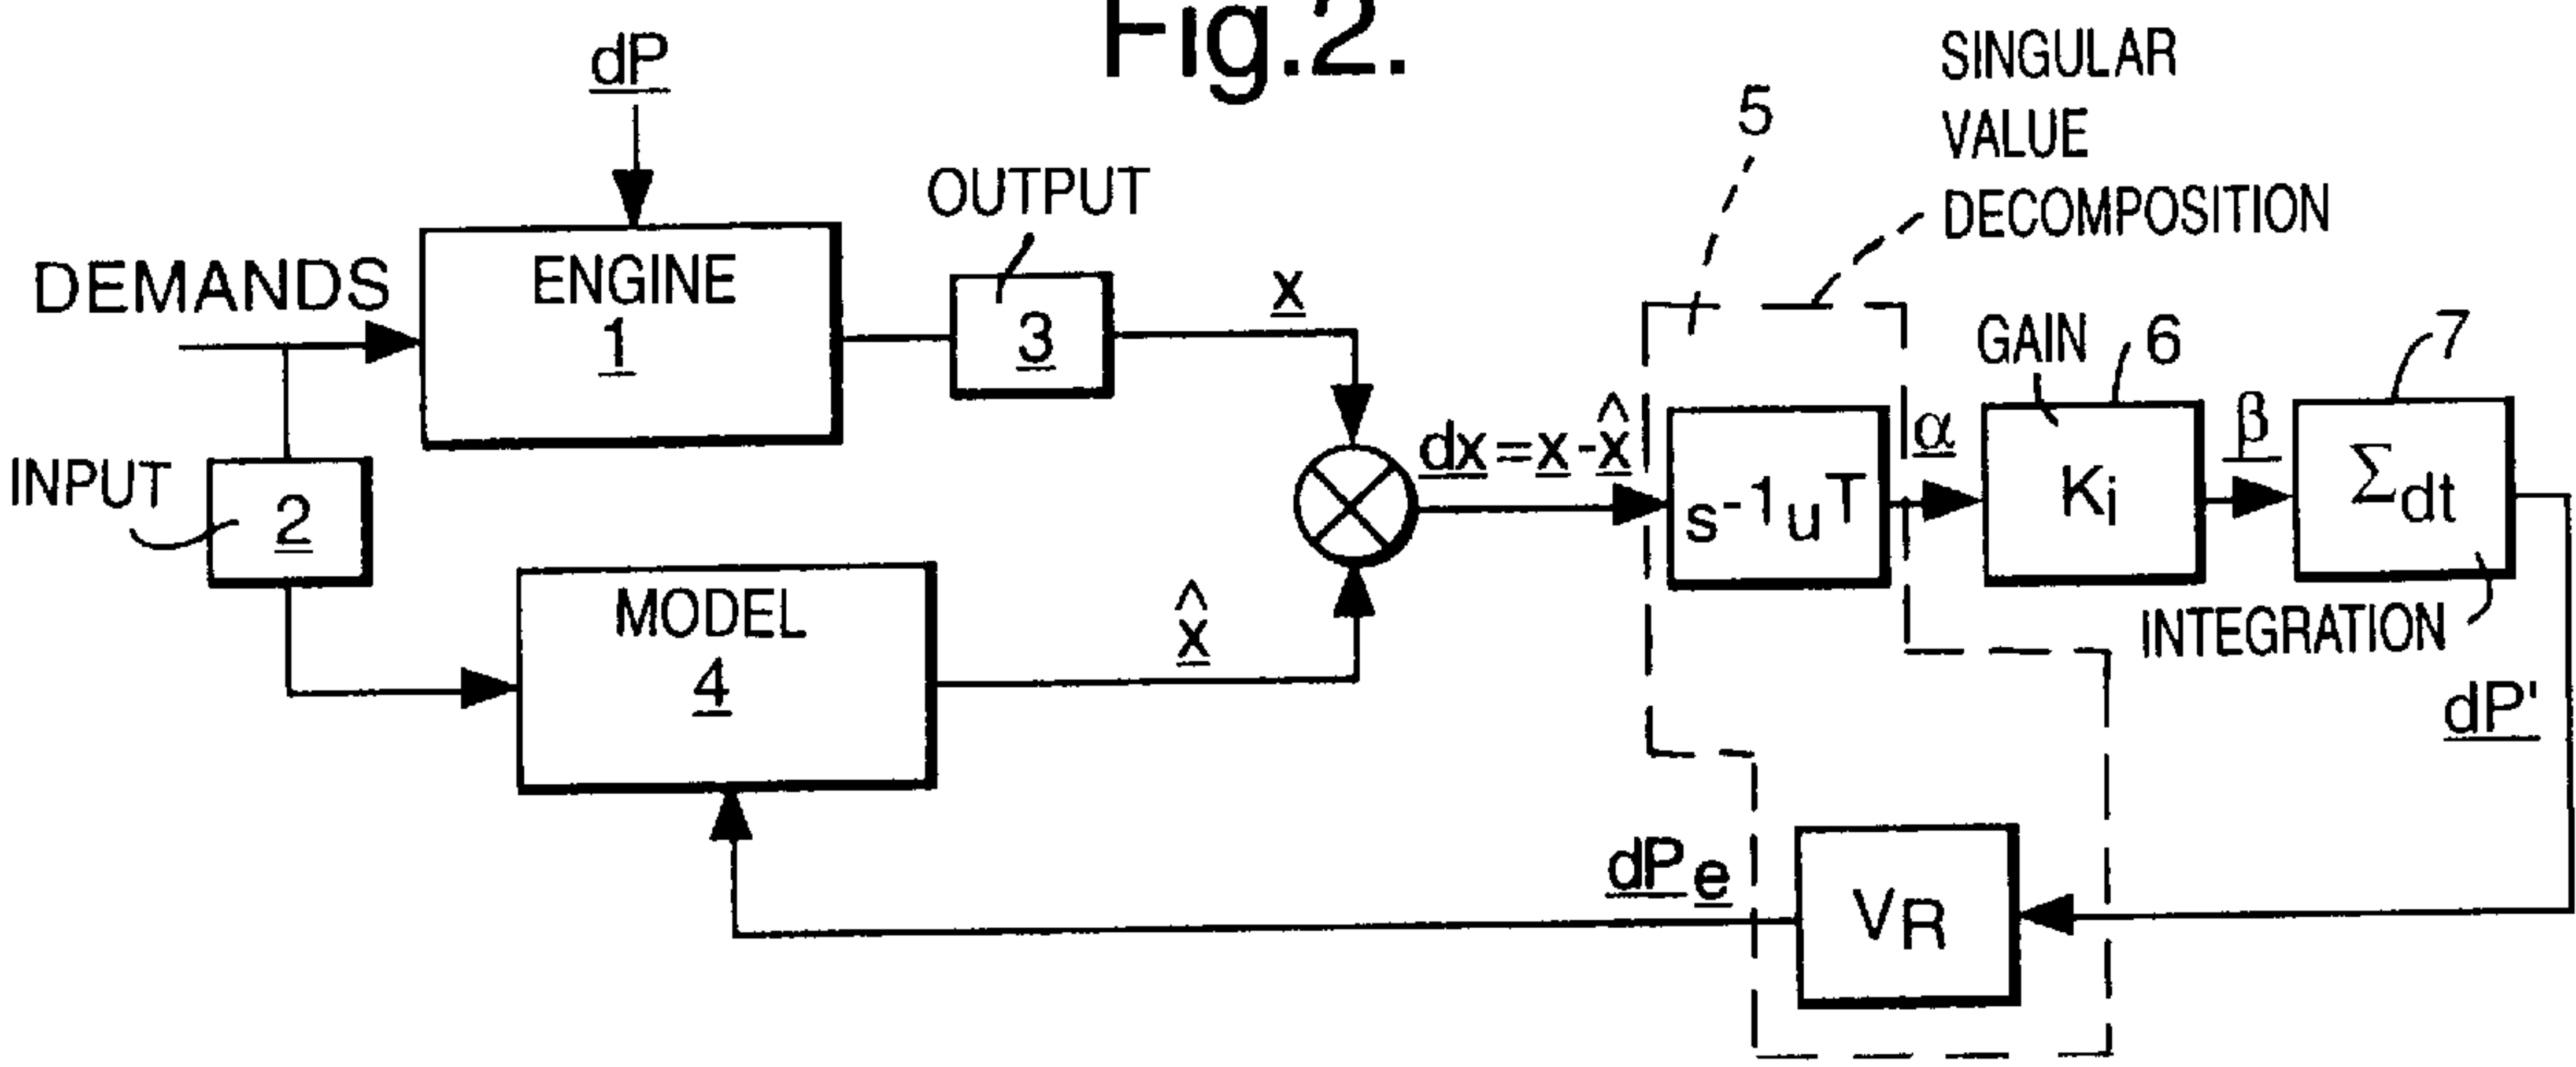 Fig.2.
dP
SINGULAR
VALUE
DECOMPOSITION
5
OUTPUT
DEMANDS
ENGINE
1
3
x
GAIN
6
7
INPUT
2
dx=x-x̂
s-1uT
α
Ki
β
Σdt
MODEL
4
x̂
INTEGRATION
dP'
dPe
VR